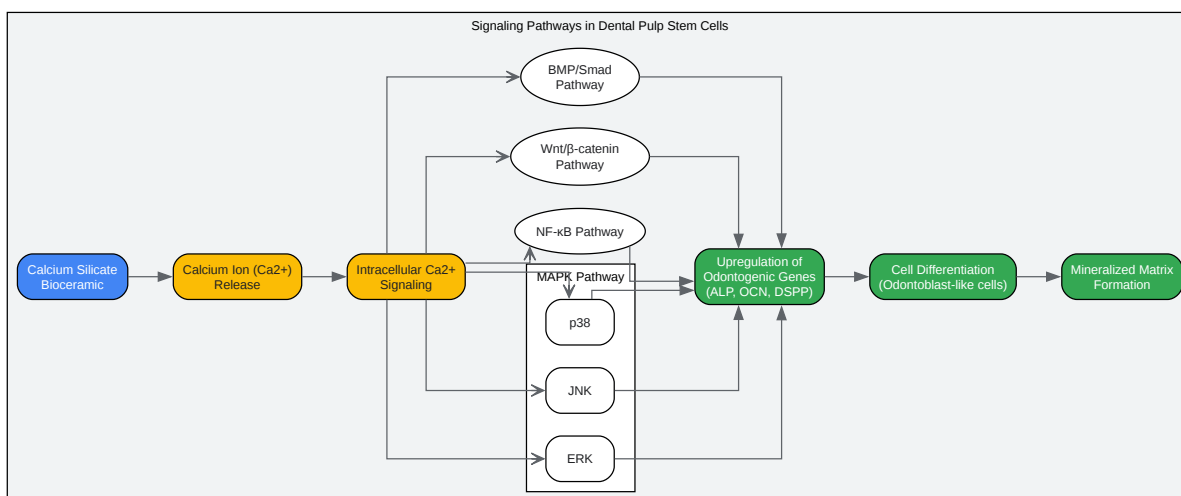 Signaling Pathways in Dental Pulp Stem Cells
BMP/Smad
Pathway
Wnt/β-catenin
Pathway
NF-κB Pathway
Calcium Silicate
Bioceramic
Calcium Ion (Ca2+)
Release
Intracellular Ca2+
Signaling
MAPK Pathway
p38
JNK
ERK
Upregulation of
Odontogenic Genes
(ALP, OCN, DSPP)
Cell Differentiation
(Odontoblast-like cells)
Mineralized Matrix
Formation